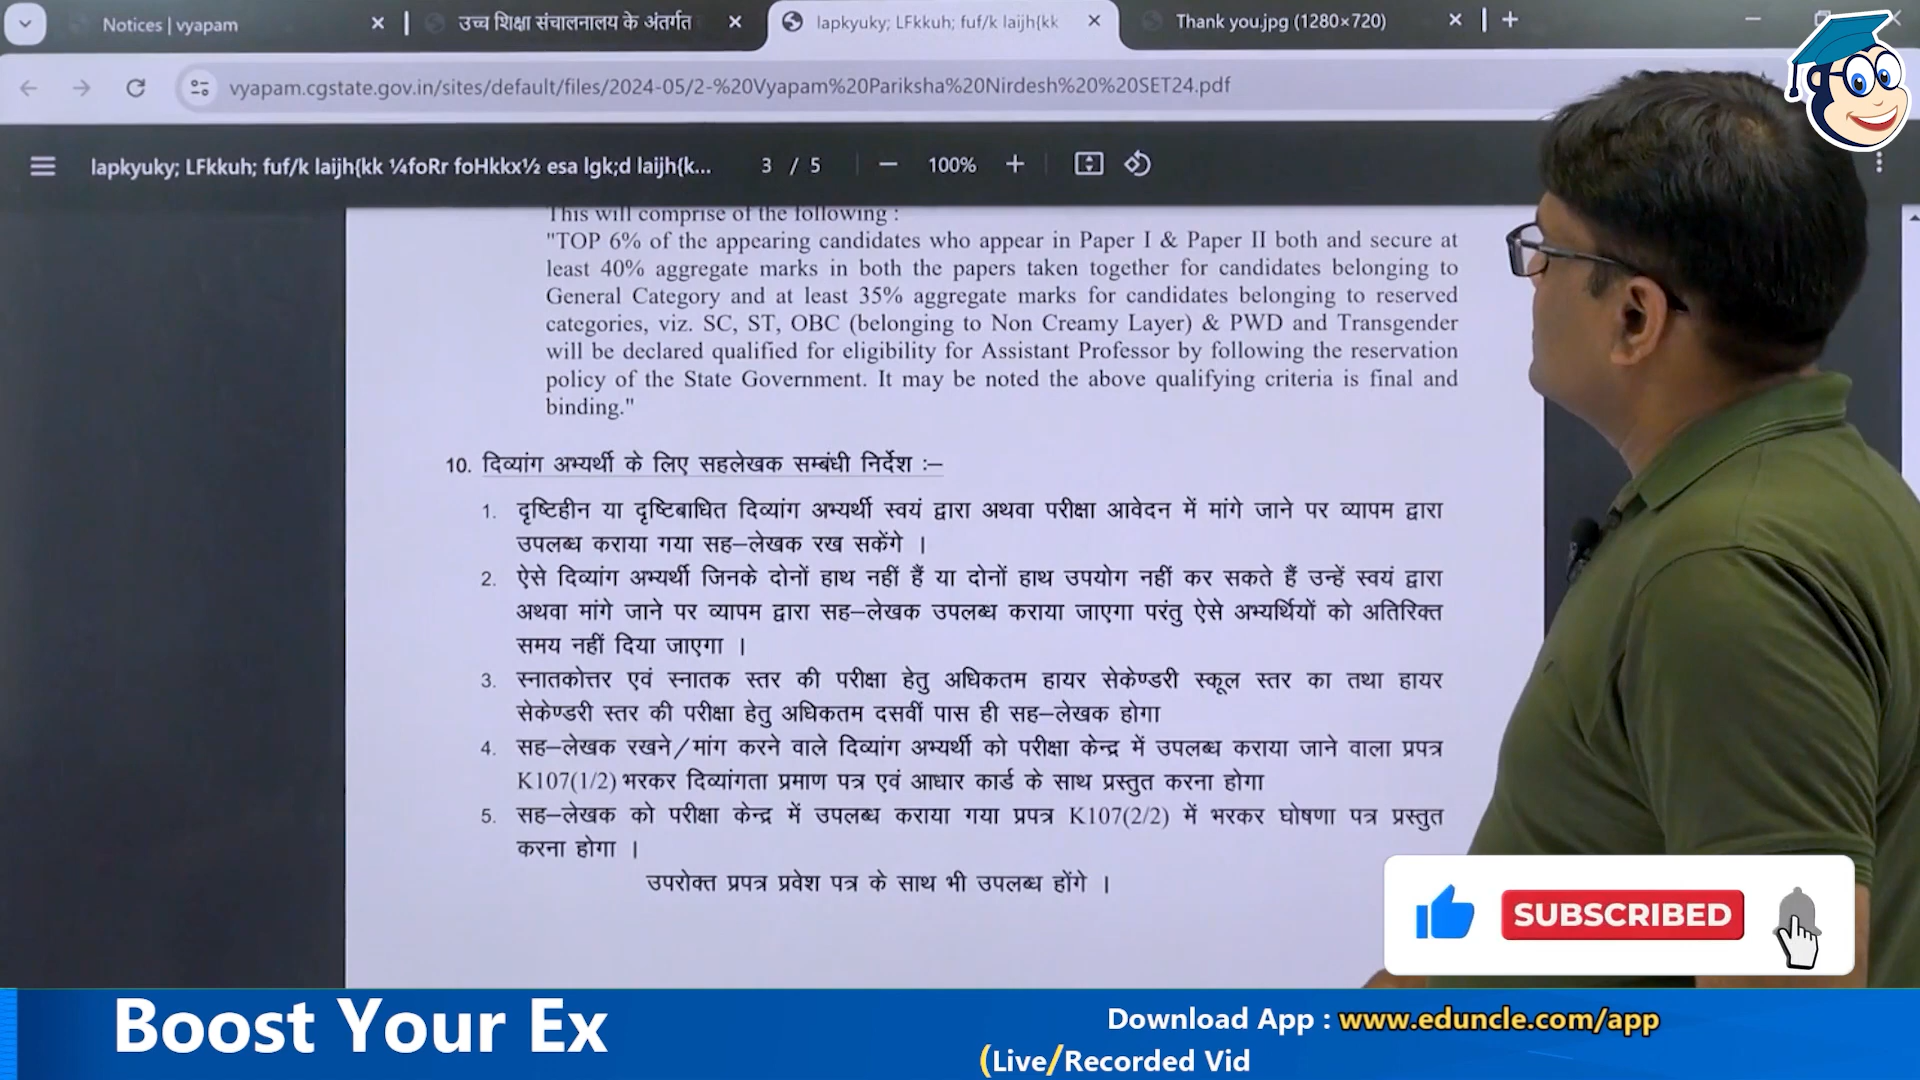 Notices | vyapam
उच्च शिक्षा संचालनालय के अंतर्गत
lapkyuky; LFkkuh; fuf/k laijh{kk
Thank you.jpg (1280×720)
vyapam.cgstate.gov.in/sites/default/files/2024-05/2-%20Vyapam%20Pariksha%20Nirdesh%20%20SET24.pdf
lapkyuky; LFkkuh; fuf/k laijh{kk ¼foRr foHkkx½ esa lgk;d laijh{k...
3 / 5
100%
This will comprise of the following :
"TOP 6% of the appearing candidates who appear in Paper I & Paper II both and secure at
least 40% aggregate marks in both the papers taken together for candidates belonging to
General Category and at least 35% aggregate marks for candidates belonging to reserved
categories, viz. SC, ST, OBC (belonging to Non Creamy Layer) & PWD and Transgender
will be declared qualified for eligibility for Assistant Professor by following the reservation
policy of the State Government. It may be noted the above qualifying criteria is final and
binding."
10. दिव्यांग अभ्यर्थी के लिए सहलेखक सम्बंधी निर्देश :–
1. दृष्टिहीन या दृष्टिबाधित दिव्यांग अभ्यर्थी स्वयं द्वारा अथवा परीक्षा आवेदन में मांगे जाने पर व्यापम द्वारा
उपलब्ध कराया गया सह–लेखक रख सकेंगे ।
2. ऐसे दिव्यांग अभ्यर्थी जिनके दोनों हाथ नहीं हैं या दोनों हाथ उपयोग नहीं कर सकते हैं उन्हें स्वयं द्वारा
अथवा मांगे जाने पर व्यापम द्वारा सह–लेखक उपलब्ध कराया जाएगा परंतु ऐसे अभ्यर्थियों को अतिरिक्त
समय नहीं दिया जाएगा ।
3. स्नातकोत्तर एवं स्नातक स्तर की परीक्षा हेतु अधिकतम हायर सेकेण्डरी स्कूल स्तर का तथा हायर
सेकेण्डरी स्तर की परीक्षा हेतु अधिकतम दसवीं पास ही सह–लेखक होगा
4. सह–लेखक रखने/मांग करने वाले दिव्यांग अभ्यर्थी को परीक्षा केन्द्र में उपलब्ध कराया जाने वाला प्रपत्र
K107(1/2) भरकर दिव्यांगता प्रमाण पत्र एवं आधार कार्ड के साथ प्रस्तुत करना होगा
5. सह–लेखक को परीक्षा केन्द्र में उपलब्ध कराया गया प्रपत्र K107(2/2) में भरकर घोषणा पत्र प्रस्तुत
करना होगा ।
उपरोक्त प्रपत्र प्रवेश पत्र के साथ भी उपलब्ध होंगे ।
SUBSCRIBED
Boost Your Ex
Download App : www.eduncle.com/app
(Live/Recorded Vid